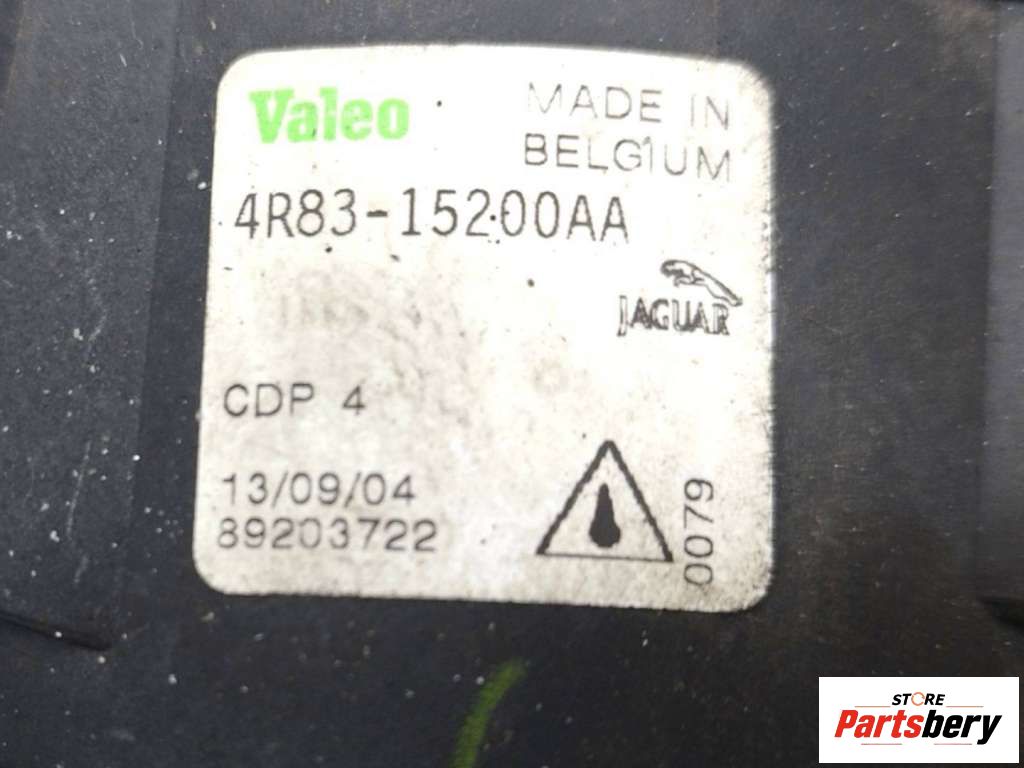 Valeo
MADE IN
BELGIUM
4R83-15200AA
JAGUAR
CDP 4
13/09/04
89203722
0079
STORE
Partsbery